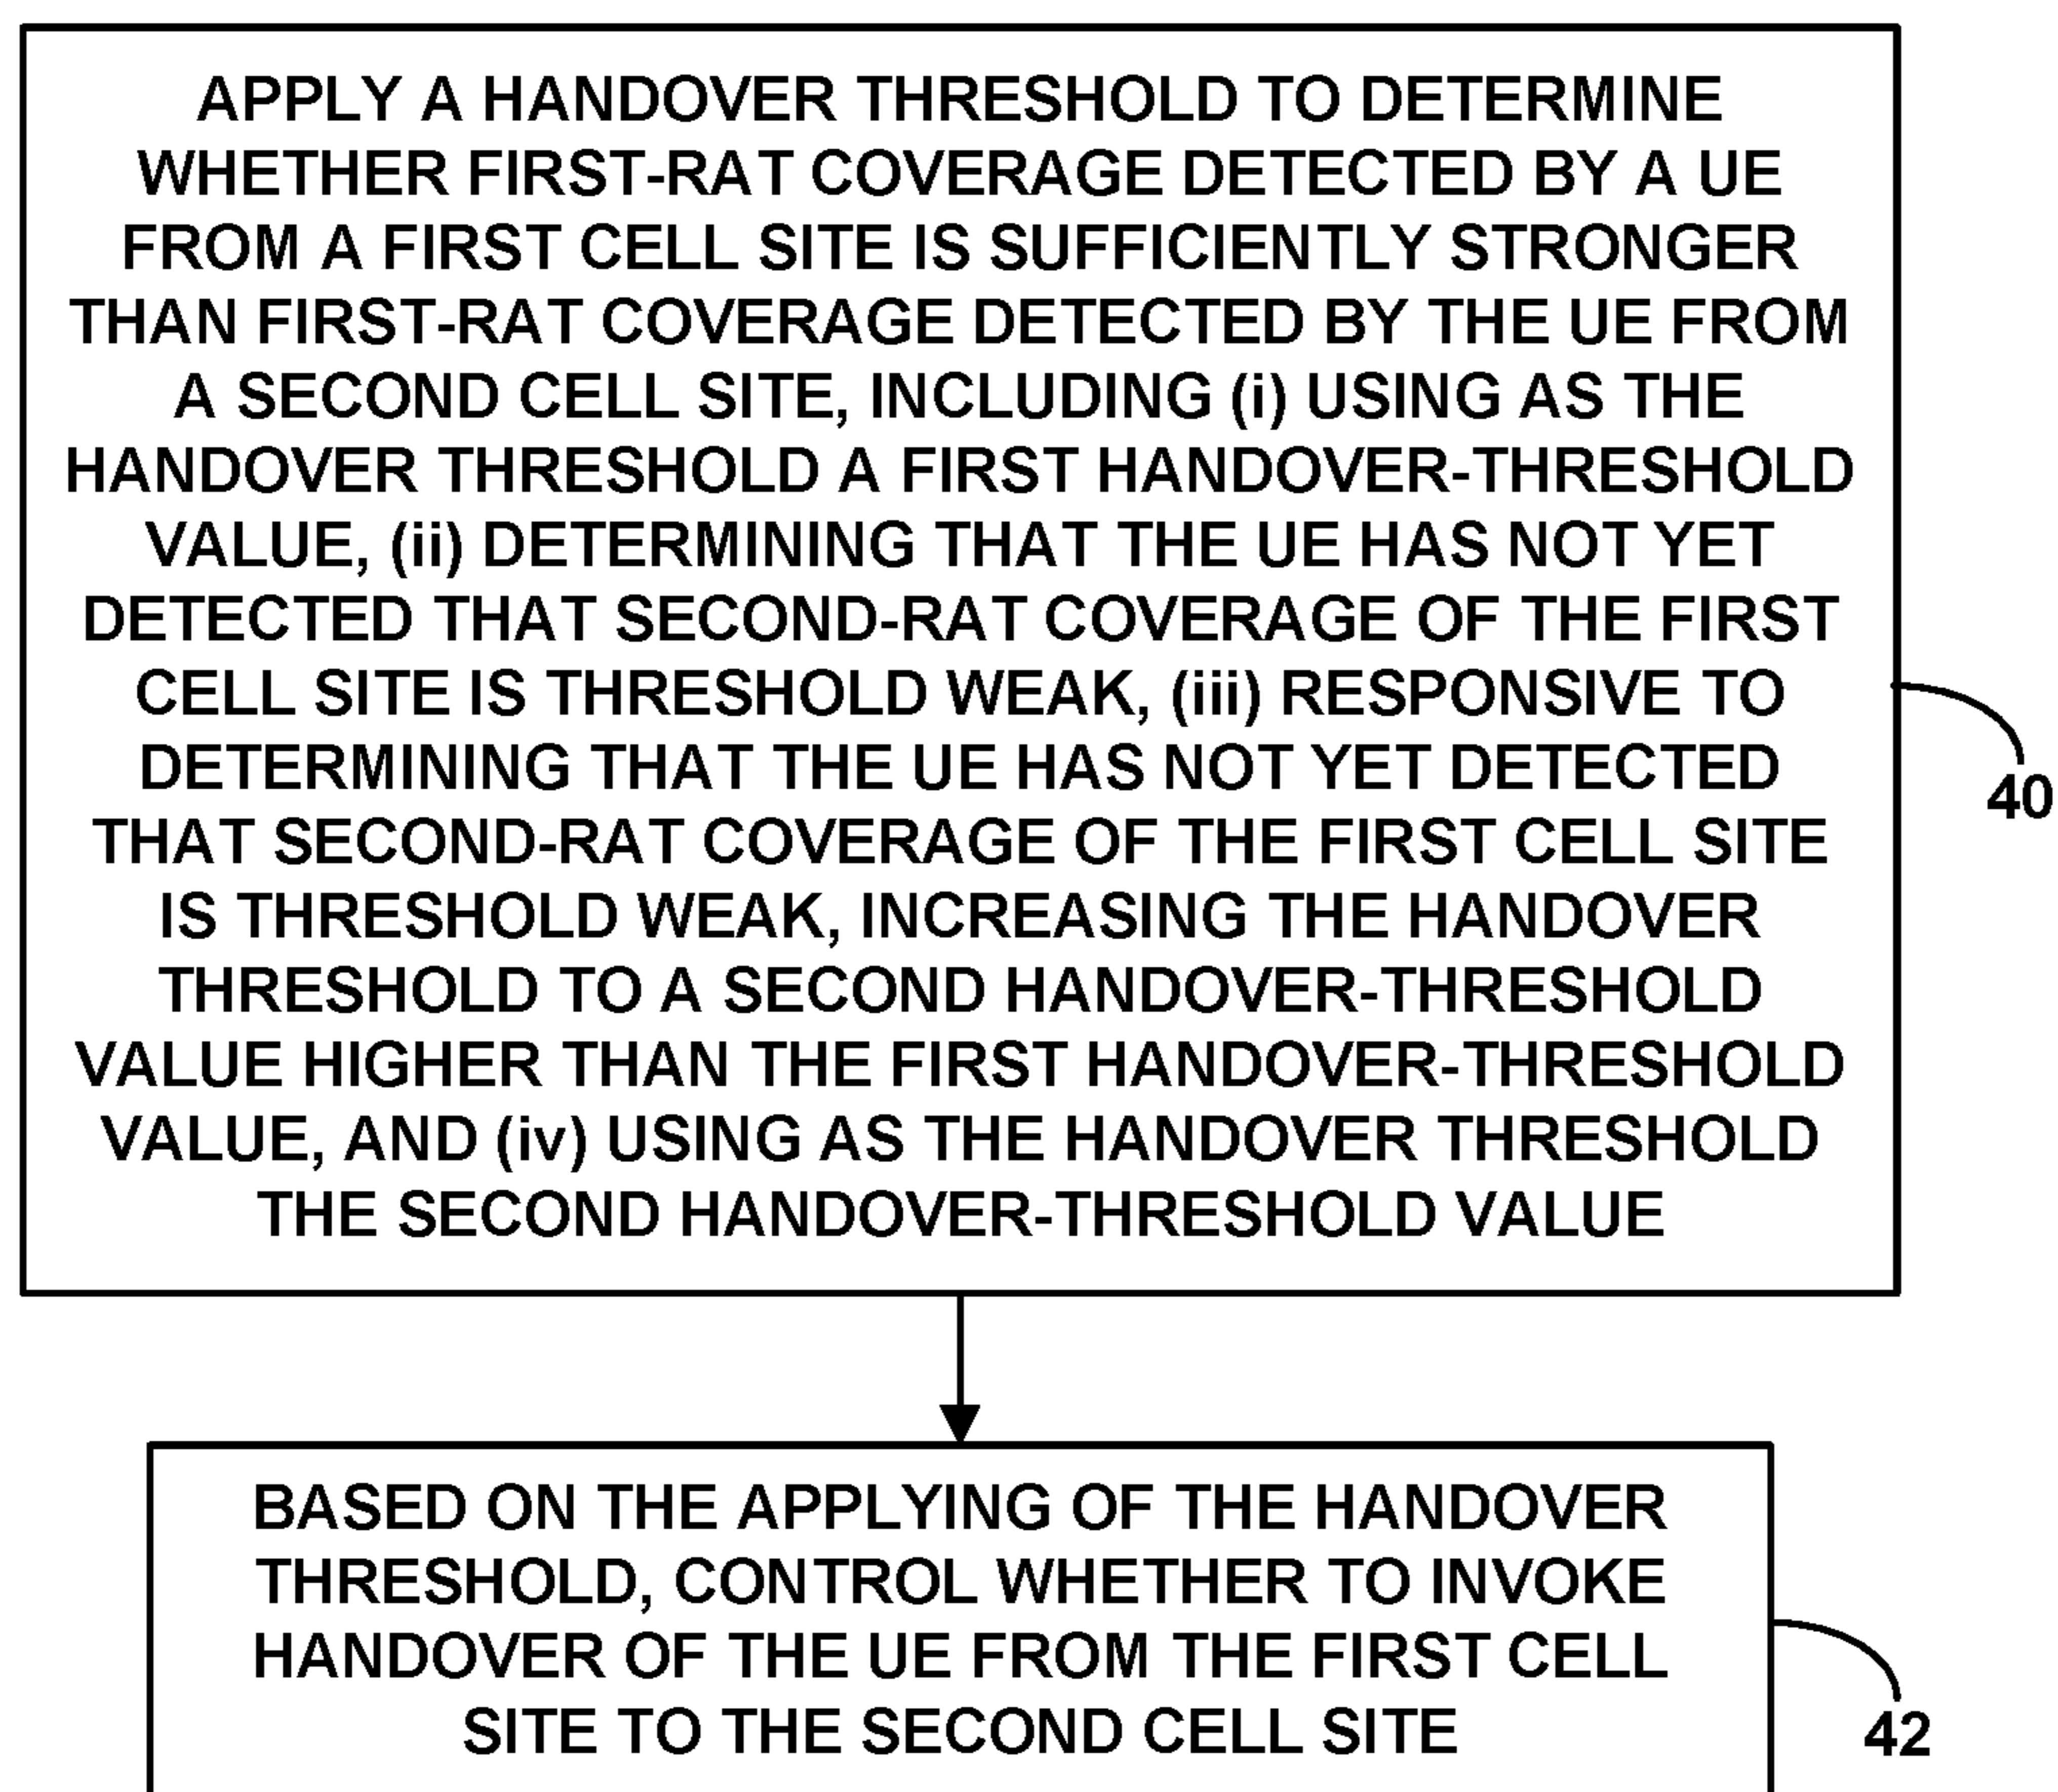 APPLY A HANDOVER THRESHOLD TO DETERMINE
WHETHER FIRST-RAT COVERAGE DETECTED BY A UE
FROM A FIRST CELL SITE IS SUFFICIENTLY STRONGER
THAN FIRST-RAT COVERAGE DETECTED BY THE UE FROM
A SECOND CELL SITE, INCLUDING (i) USING AS THE
HANDOVER THRESHOLD A FIRST HANDOVER-THRESHOLD
VALUE, (ii) DETERMINING THAT THE UE HAS NOT YET
DETECTED THAT SECOND-RAT COVERAGE OF THE FIRST
CELL SITE IS THRESHOLD WEAK, (iii) RESPONSIVE TO
DETERMINING THAT THE UE HAS NOT YET DETECTED
THAT SECOND-RAT COVERAGE OF THE FIRST CELL SITE
IS THRESHOLD WEAK, INCREASING THE HANDOVER
THRESHOLD TO A SECOND HANDOVER-THRESHOLD
VALUE HIGHER THAN THE FIRST HANDOVER-THRESHOLD
VALUE, AND (iv) USING AS THE HANDOVER THRESHOLD
THE SECOND HANDOVER-THRESHOLD VALUE
40
BASED ON THE APPLYING OF THE HANDOVER
THRESHOLD, CONTROL WHETHER TO INVOKE
HANDOVER OF THE UE FROM THE FIRST CELL
SITE TO THE SECOND CELL SITE
42